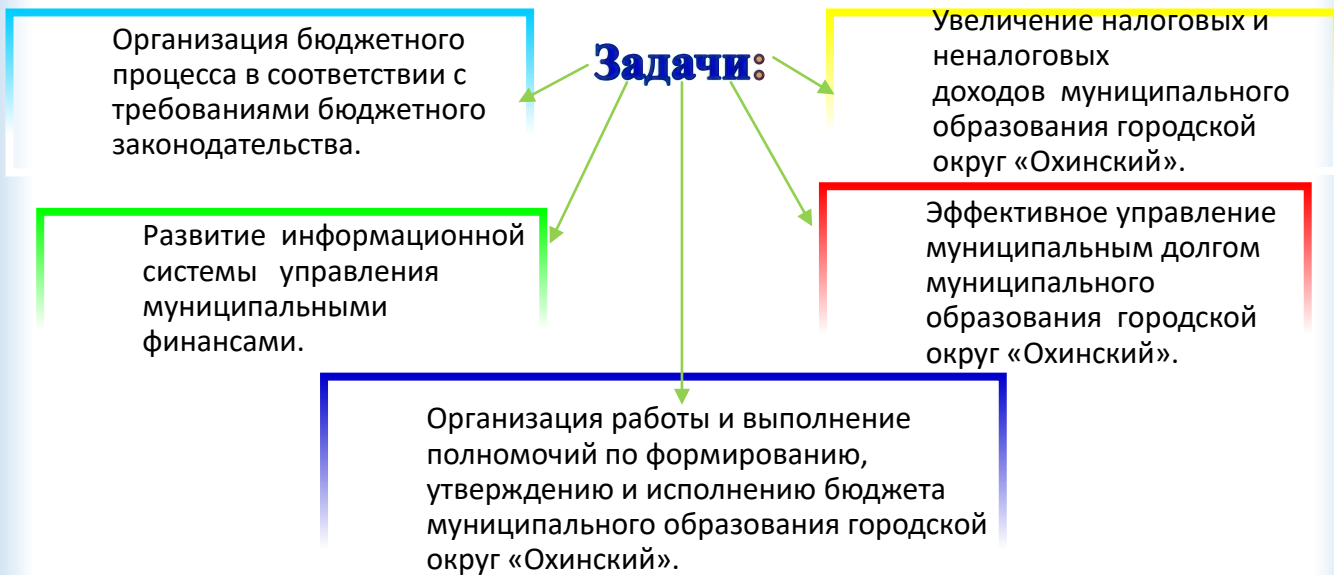 Задачи:
Организация бюджетного
процесса в соответствии с
требованиями бюджетного
законодательства.
Увеличение налоговых и
неналоговых
доходов муниципального
образования городской
округ «Охинский».
Развитие информационной
системы управления
муниципальными
финансами.
Эффективное управление
муниципальным долгом
муниципального
образования городской
округ «Охинский».
Организация работы и выполнение
полномочий по формированию,
утверждению и исполнению бюджета
муниципального образования городской
округ «Охинский».